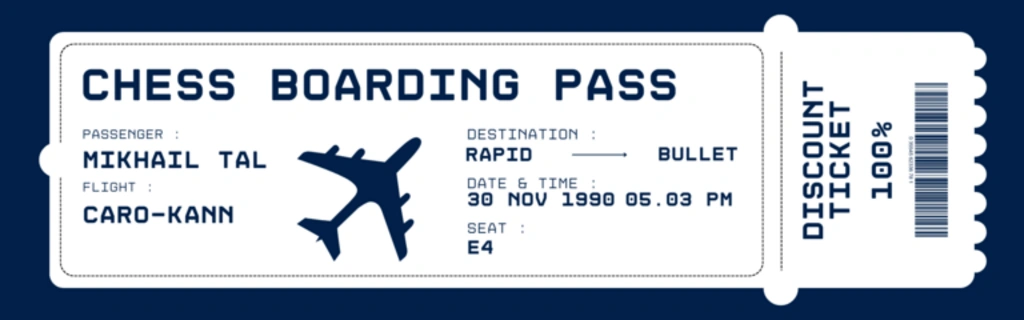 CHESS BOARDING PASS
PASSENGER :
MIKHAIL TAL
FLIGHT :
CARO-KANN
DESTINATION :
RAPID BULLET
DATE & TIME :
30 NOV 1990 05.03 PM
SEAT :
E4
DISCOUNT
TICKET
100%